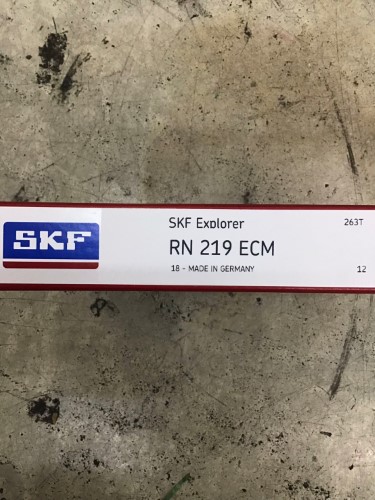 SKF
SKF Explorer
263T
RN 219 ECM
18 - MADE IN GERMANY
12